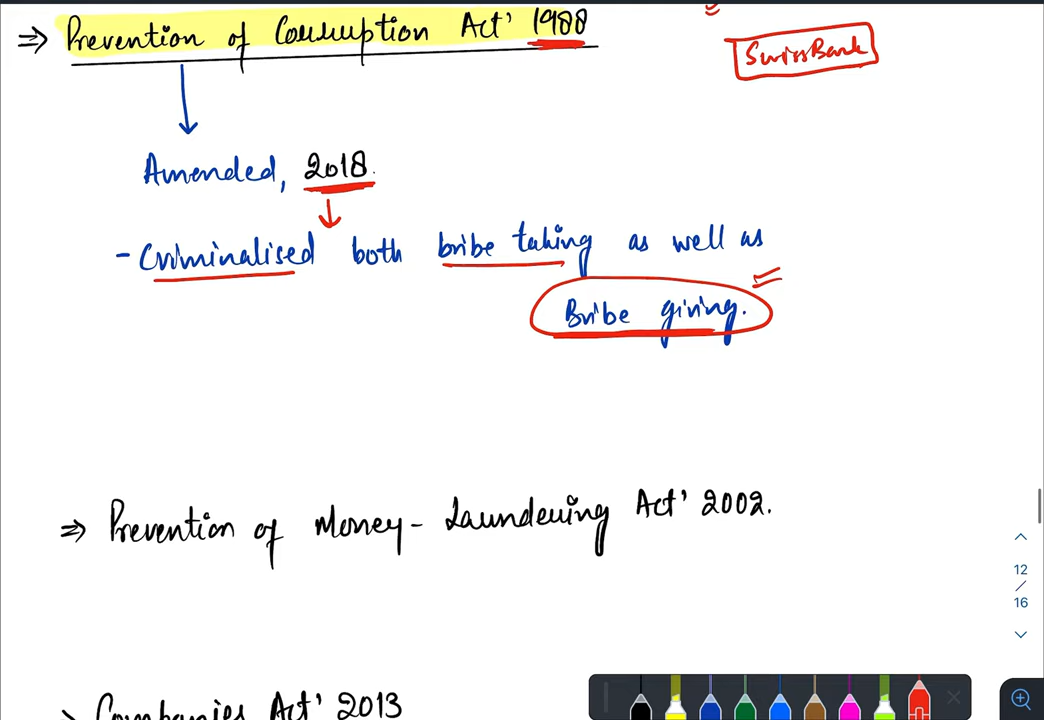 ⇒ Prevention of Corruption Act' 1988
SwissBank
Amended, 2018.
- Criminalised both bribe taking as well as
Bribe giving.
⇒ Prevention of Money- Laundering Act' 2002.
Companies Act' 2013
12
/
16